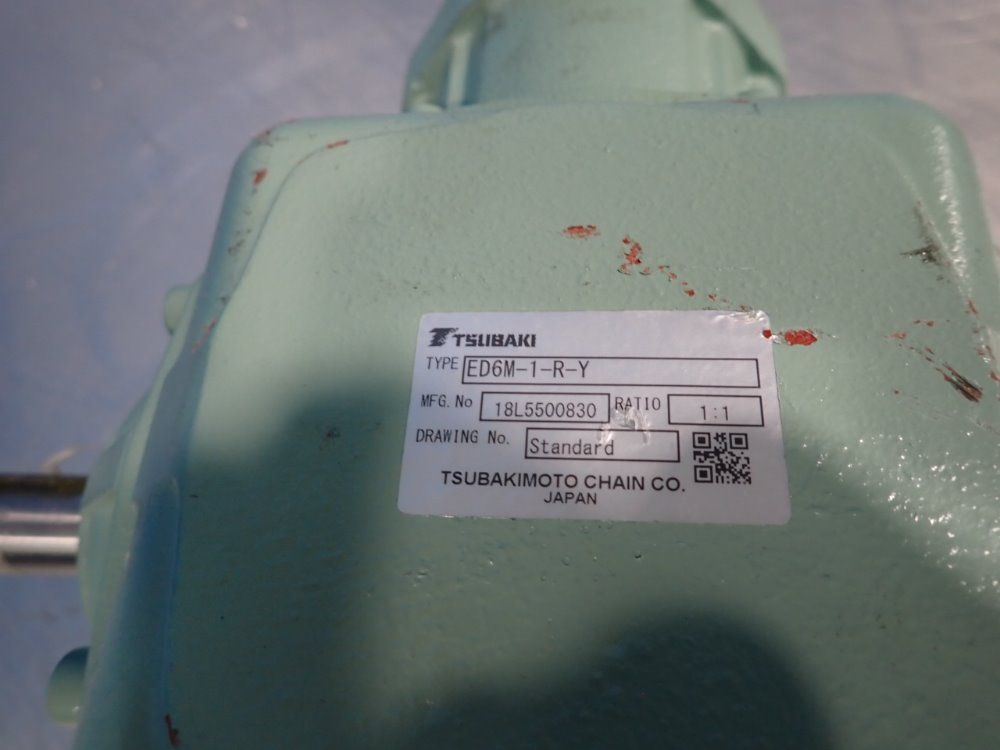 TSUBAKI
TYPE ED6M-1-R-Y
MFG. No 18L5500830 RATIO 1:1
DRAWING No. Standard
TSUBAKIMOTO CHAIN CO.
JAPAN